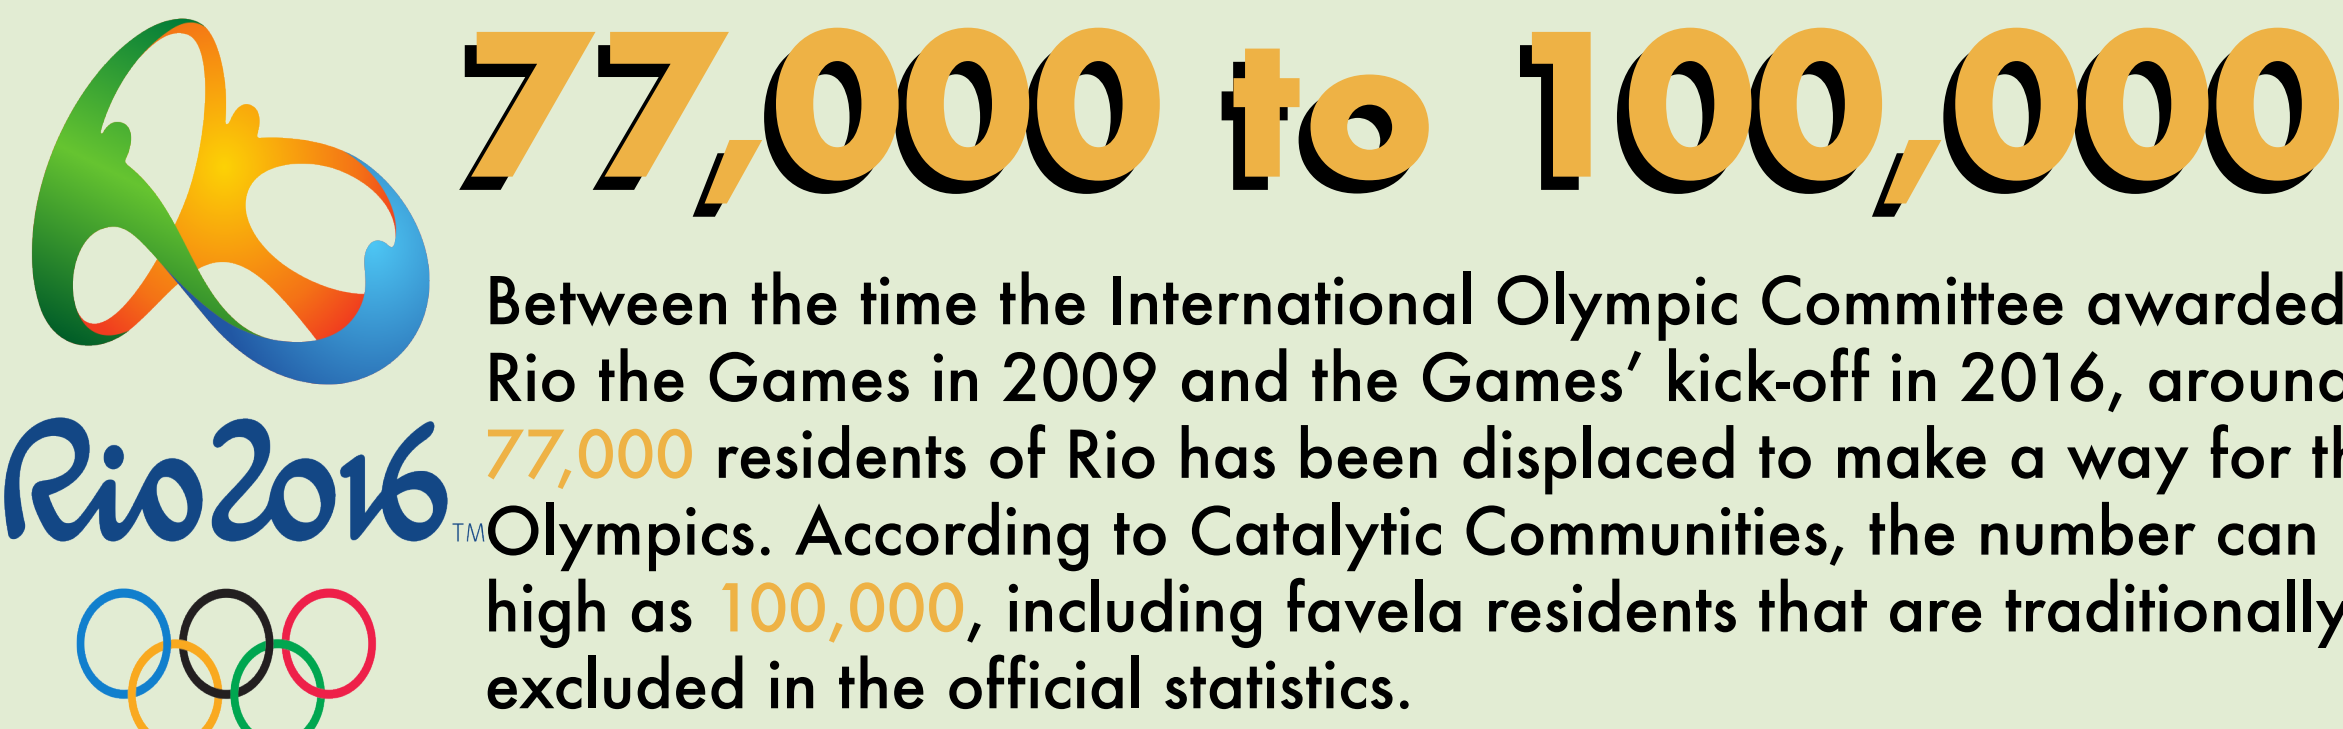 77,000 to 100,000
Between the time the International Olympic Committee awarded
Rio the Games in 2009 and the Games’ kick-off in 2016, around
77,000 residents of Rio has been displaced to make a way for th
Olympics. According to Catalytic Communities, the number can
high as 100,000, including favela residents that are traditionally
excluded in the official statistics.
Rio2016
TM